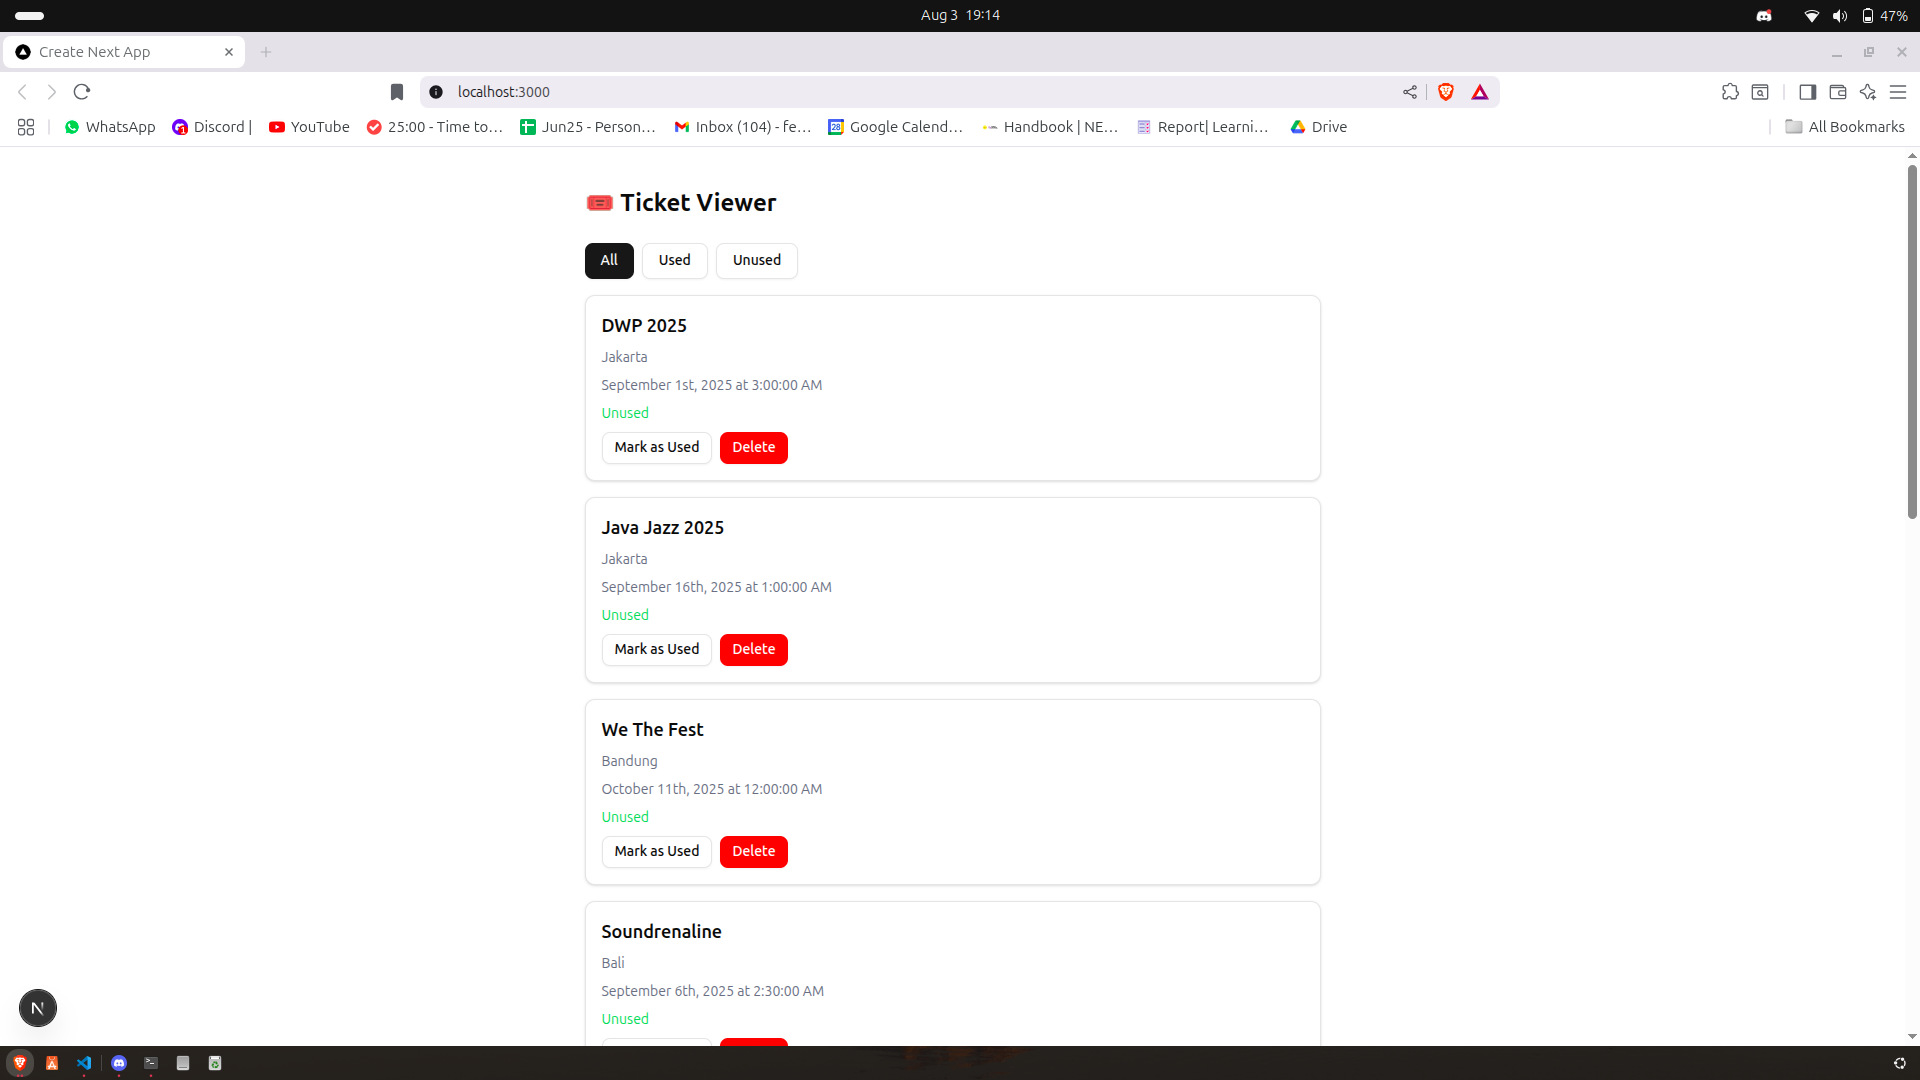 Aug 3 19:14
47%
Create Next App
localhost:3000
WhatsApp
Discord |
YouTube
25:00 - Time to...
Jun25 - Person...
Inbox (104) - fe...
Google Calend...
Handbook | NE...
Report| Learni...
Drive
All Bookmarks
Ticket Viewer
All
Used
Unused
DWP 2025
Jakarta
September 1st, 2025 at 3:00:00 AM
Unused
Mark as Used
Delete
Java Jazz 2025
Jakarta
September 16th, 2025 at 1:00:00 AM
Unused
Mark as Used
Delete
We The Fest
Bandung
October 11th, 2025 at 12:00:00 AM
Unused
Mark as Used
Delete
Soundrenaline
Bali
September 6th, 2025 at 2:30:00 AM
Unused
N